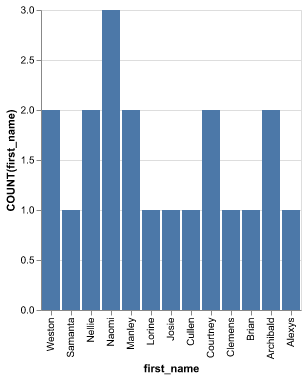 COUNT(first_name)
3.0
2.5
2.0
1.5
1.0
0.5
0.0
Weston
Samanta
Nellie
Naomi
Manley
Lorine
Josie
Cullen
Courtney
Clemens
Brian
Archibald
Alexys
first_name